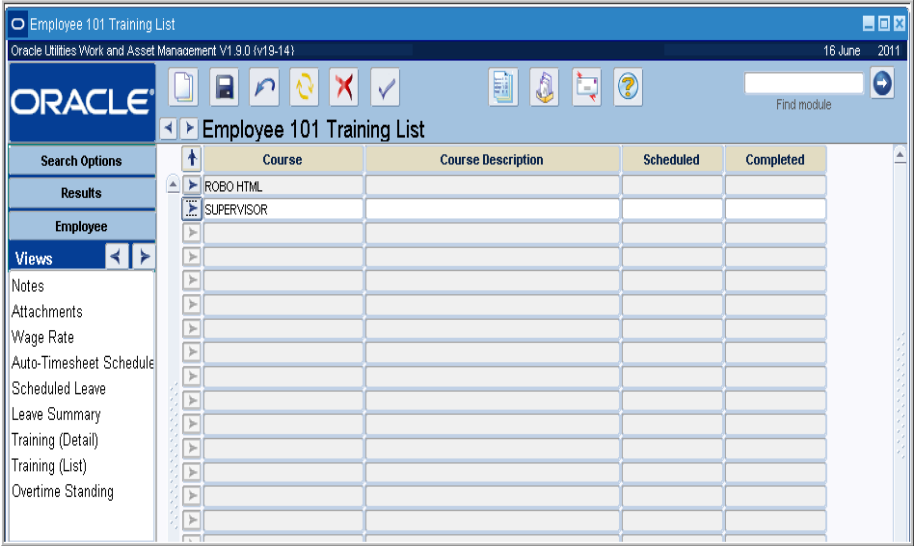 Employee 101 Training List
Oracle Utilities Work and Asset Management V1.9.0 (v19-14) 16 June 2011
ORACLE®
Find module
Employee 101 Training List
Search Options
Results
Employee
Views
Notes
Attachments
Wage Rate
Auto-Timesheet Schedule
Scheduled Leave
Leave Summary
Training (Detail)
Training (List)
Overtime Standing
Course Course Description Scheduled Completed
ROBO HTML
SUPERVISOR